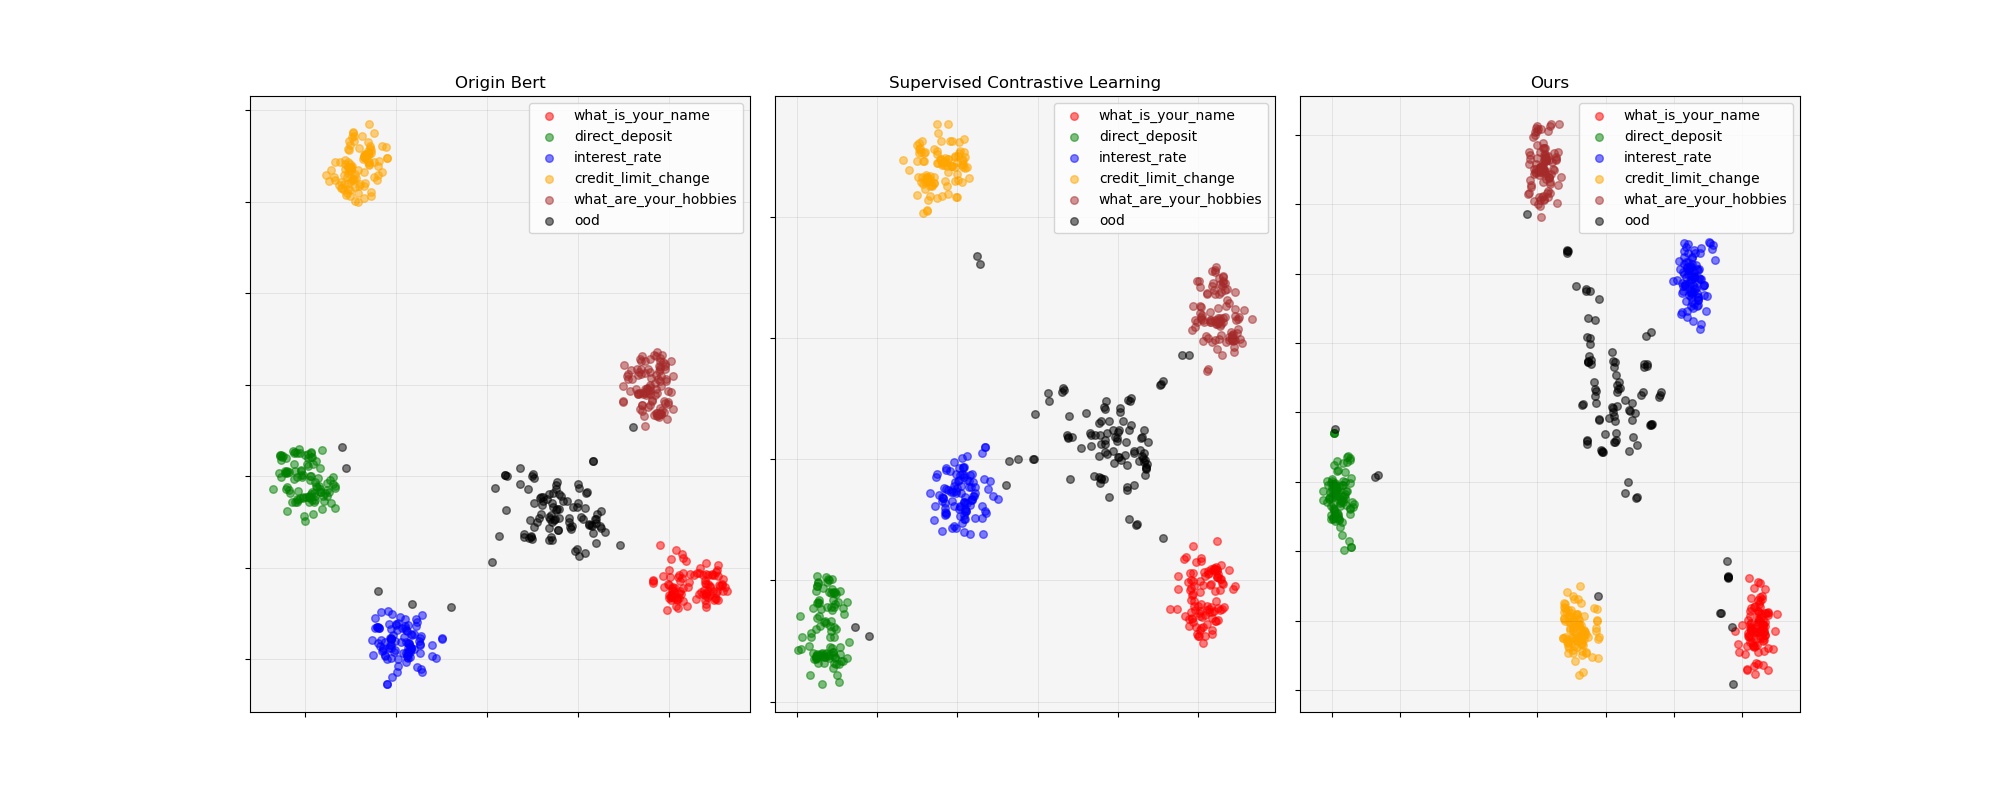 Origin Bert
what_is_your_name
direct_deposit
interest_rate
credit_limit_change
what_are_your_hobbies
ood
Supervised Contrastive Learning
what_is_your_name
direct_deposit
interest_rate
credit_limit_change
what_are_your_hobbies
ood
Ours
what_is_your_name
direct_deposit
interest_rate
credit_limit_change
what_are_your_hobbies
ood